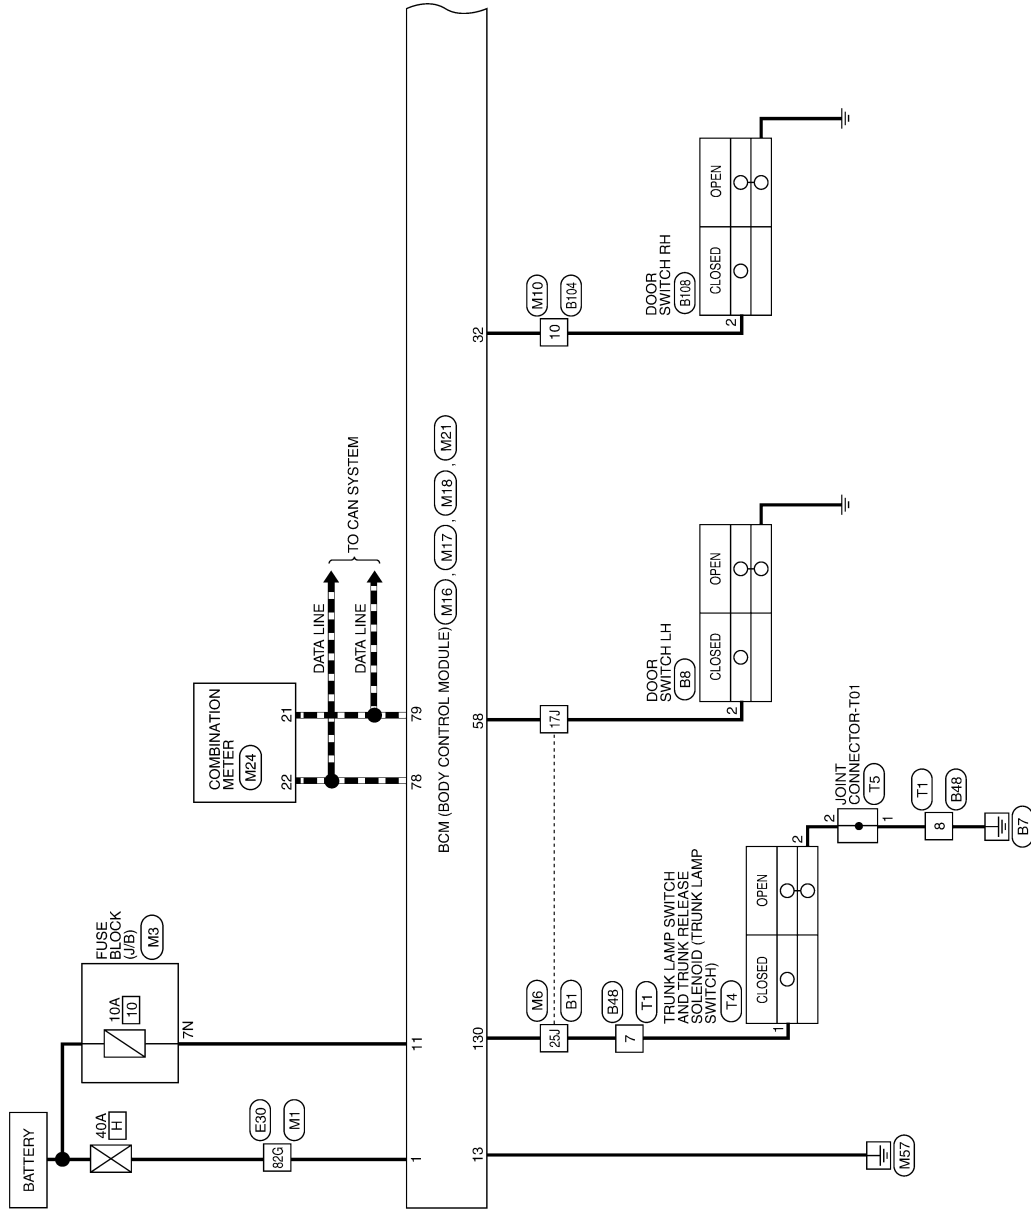 BATTERY
40A
H
E30
82G
M1
1
10A
10
FUSE
BLOCK
(J/B)
M3
7N
11
COMBINATION
METER
M24
22
21
DATA LINE
DATA LINE
TO CAN SYSTEM
78
79
BCM (BODY CONTROL MODULE) M16 , M17 , M18 , M21
13
130
58
32
M57
M6
25J
B1
17J
B48
7
T1
TRUNK LAMP SWITCH
AND TRUNK RELEASE
SOLENOID (TRUNK LAMP
SWITCH)
T4
1
CLOSED
OPEN
2
JOINT
CONNECTOR-T01
T5
2
1
T1
8
B48
B7
DOOR
SWITCH LH
B8
2
CLOSED
OPEN
M10
10
B104
DOOR
SWITCH RH
B108
2
CLOSED
OPEN